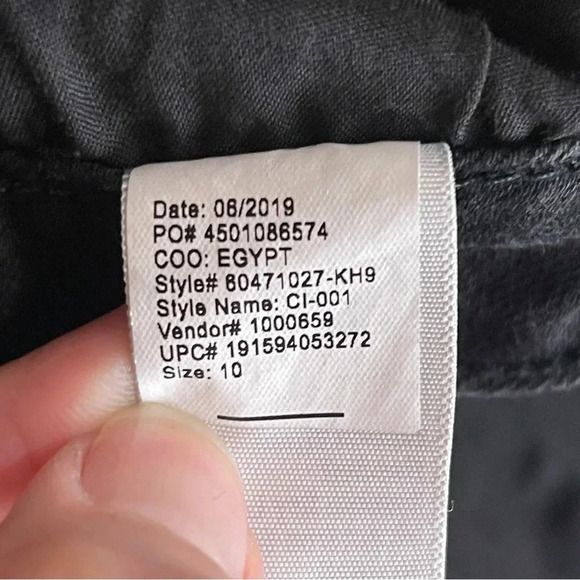 Date: 06/2019
PO# 4501086574
COO: EGYPT
Style# 60471027-KH9
Style Name: CI-001
Vendor# 1000659
UPC# 191594053272
Size: 10